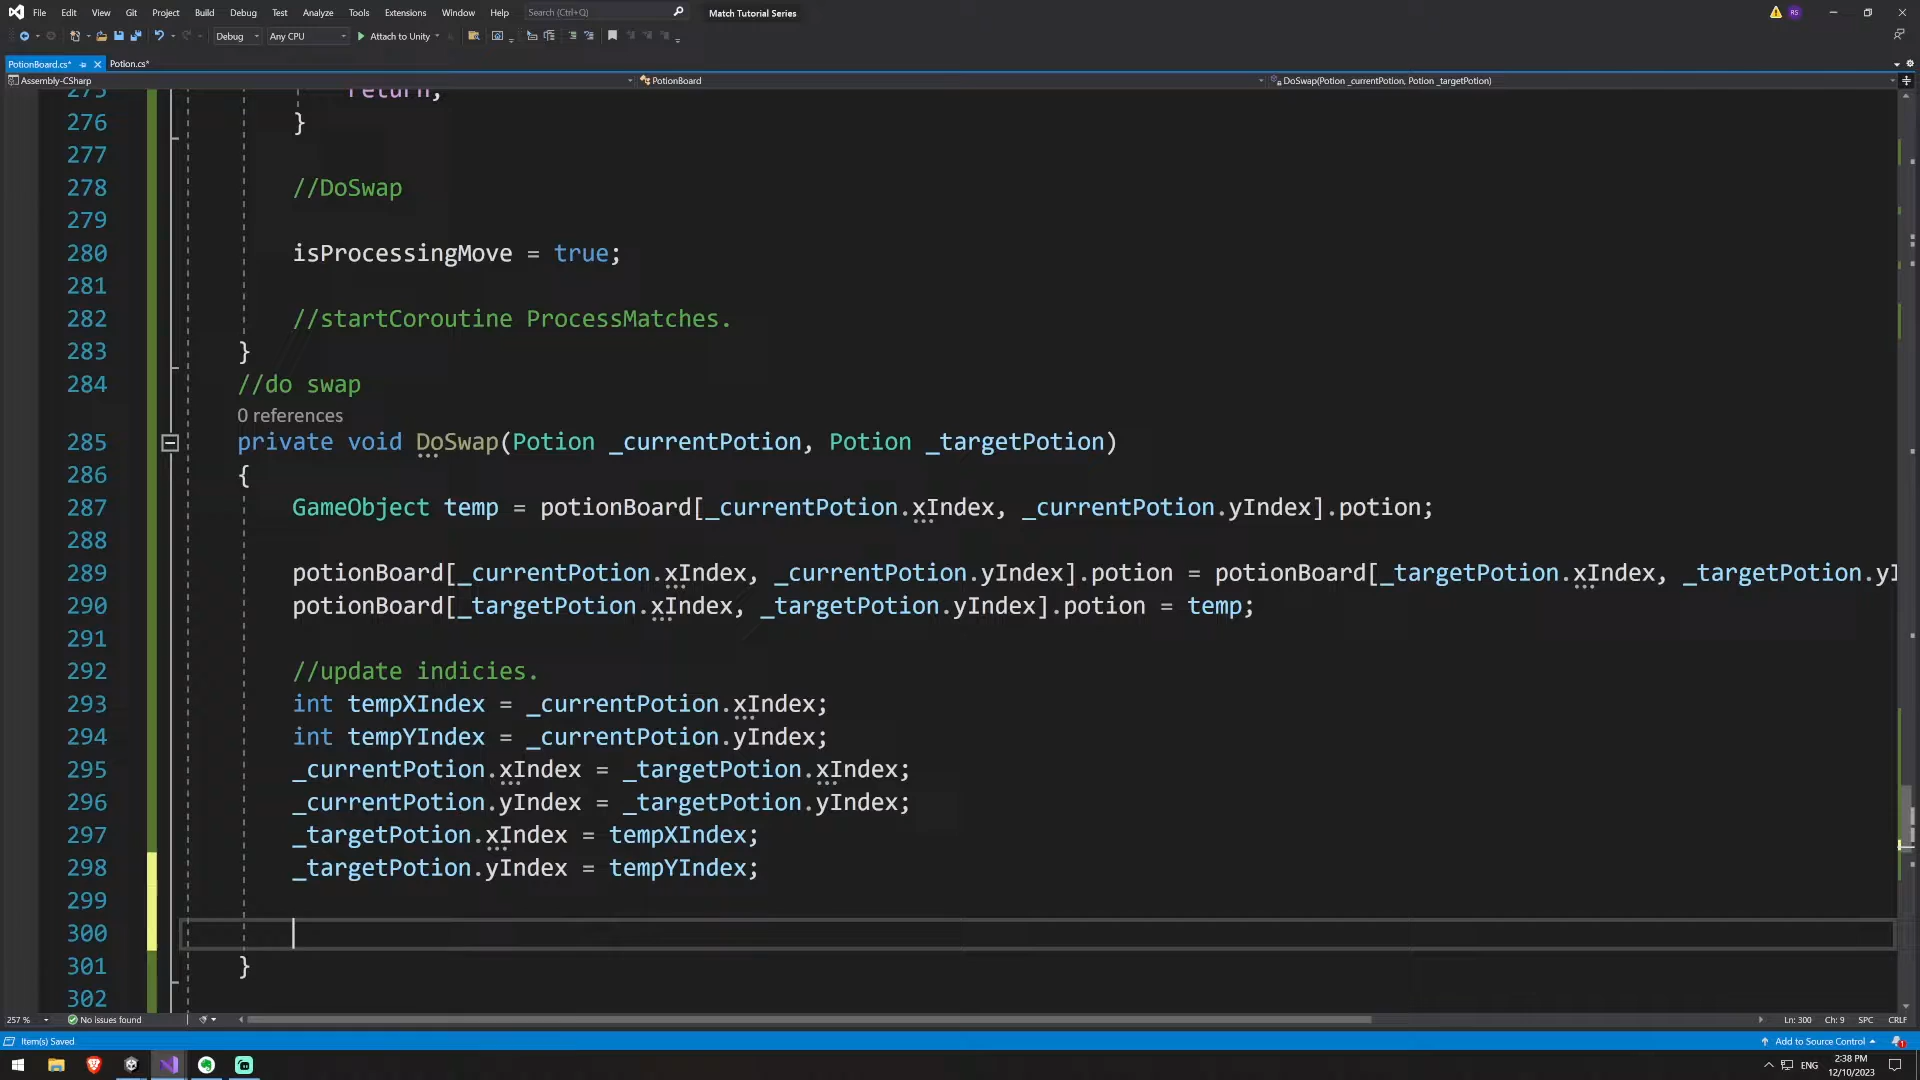 File Edit View Git Project Build Debug Test Analyze Tools Extensions Window Help Search (Ctrl+Q) Match Tutorial Series RS
Debug Any CPU Attach to Unity
PotionBoard.cs* Potion.cs*
Assembly-CSharp PotionBoard DoSwap(Potion _currentPotion, Potion _targetPotion)
275 return;
276 }
277
278 //DoSwap
279
280 isProcessingMove = true;
281
282 //startCoroutine ProcessMatches.
283 }
284 //do swap
0 references
285 private void DoSwap(Potion _currentPotion, Potion _targetPotion)
286 {
287 GameObject temp = potionBoard[_currentPotion.xIndex, _currentPotion.yIndex].potion;
288
289 potionBoard[_currentPotion.xIndex, _currentPotion.yIndex].potion = potionBoard[_targetPotion.xIndex, _targetPotion.yI
290 potionBoard[_targetPotion.xIndex, _targetPotion.yIndex].potion = temp;
291
292 //update indicies.
293 int tempXIndex = _currentPotion.xIndex;
294 int tempYIndex = _currentPotion.yIndex;
295 _currentPotion.xIndex = _targetPotion.xIndex;
296 _currentPotion.yIndex = _targetPotion.yIndex;
297 _targetPotion.xIndex = tempXIndex;
298 _targetPotion.yIndex = tempYIndex;
299
300
301 }
302
257 % No issues found Ln: 300 Ch: 9 SPC CRLF
Item(s) Saved Add to Source Control
ENG 2:38 PM
12/10/2023